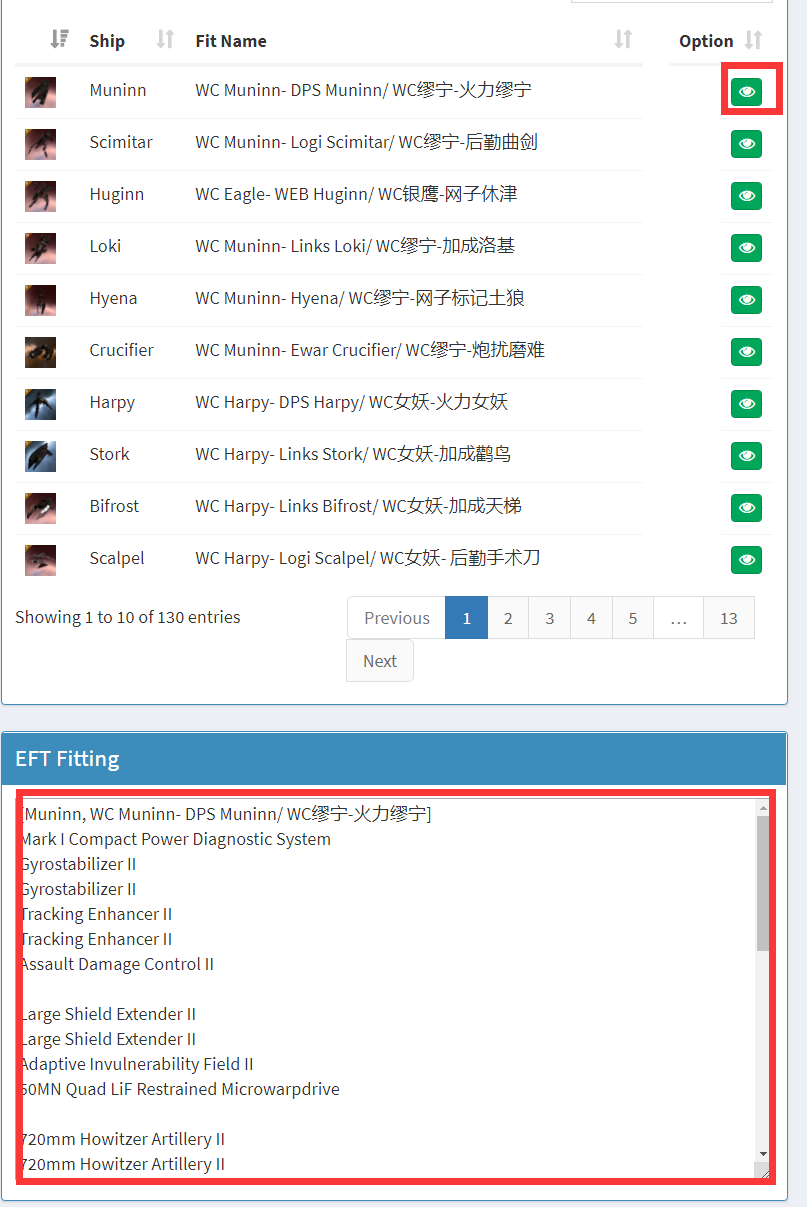 Ship Fit Name Option
Muninn WC Muninn- DPS Muninn/ WC缪宁-火力缪宁
Scimitar WC Muninn- Logi Scimitar/ WC缪宁-后勤曲剑
Huginn WC Eagle- WEB Huginn/ WC银鹰-网子休津
Loki WC Muninn- Links Loki/ WC缪宁-加成洛基
Hyena WC Muninn- Hyena/ WC缪宁-网子标记土狼
Crucifier WC Muninn- Ewar Crucifier/ WC缪宁-炮扰磨难
Harpy WC Harpy- DPS Harpy/ WC女妖-火力女妖
Stork WC Harpy- Links Stork/ WC女妖-加成鹳鸟
Bifrost WC Harpy- Links Bifrost/ WC女妖-加成天梯
Scalpel WC Harpy- Logi Scalpel/ WC女妖- 后勤手术刀
Showing 1 to 10 of 130 entries Previous 1 2 3 4 5 … 13
Next
EFT Fitting
[Muninn, WC Muninn- DPS Muninn/ WC缪宁-火力缪宁]
Mark I Compact Power Diagnostic System
Gyrostabilizer II
Gyrostabilizer II
Tracking Enhancer II
Tracking Enhancer II
Assault Damage Control II
Large Shield Extender II
Large Shield Extender II
Adaptive Invulnerability Field II
50MN Quad LiF Restrained Microwarpdrive
720mm Howitzer Artillery II
720mm Howitzer Artillery II